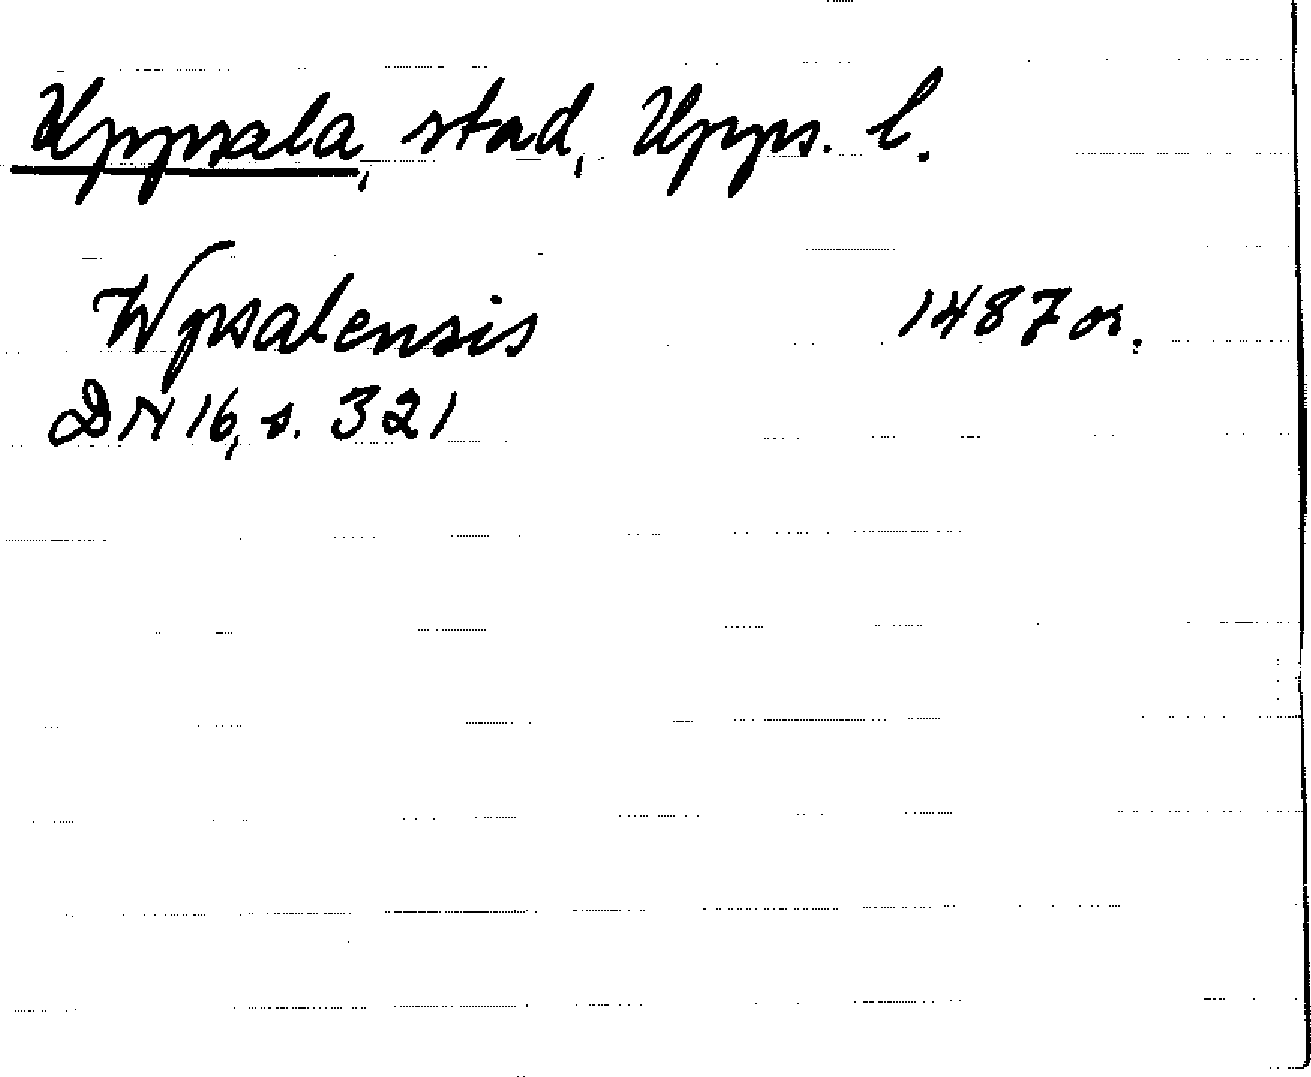 Uppsala, stad, Upps. l.
Wpsalensis 1487 or.
DN 16, s. 321